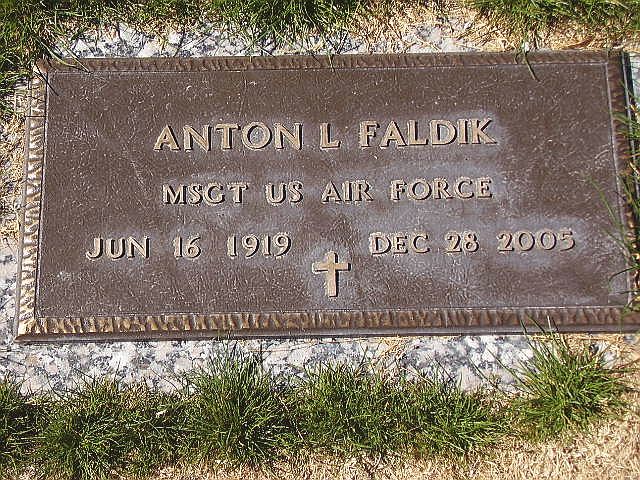 ANTON L FALDIK
MSGT US AIR FORCE
JUN 16 1919 DEC 28 2005